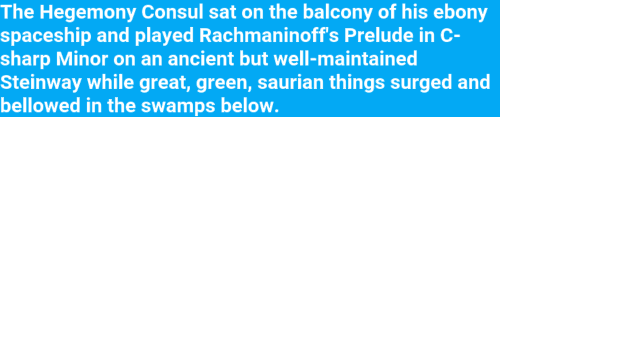 The Hegemony Consul sat on the balcony of his ebony
spaceship and played Rachmaninoff's Prelude in C-
sharp Minor on an ancient but well-maintained
Steinway while great, green, saurian things surged and
bellowed in the swamps below.